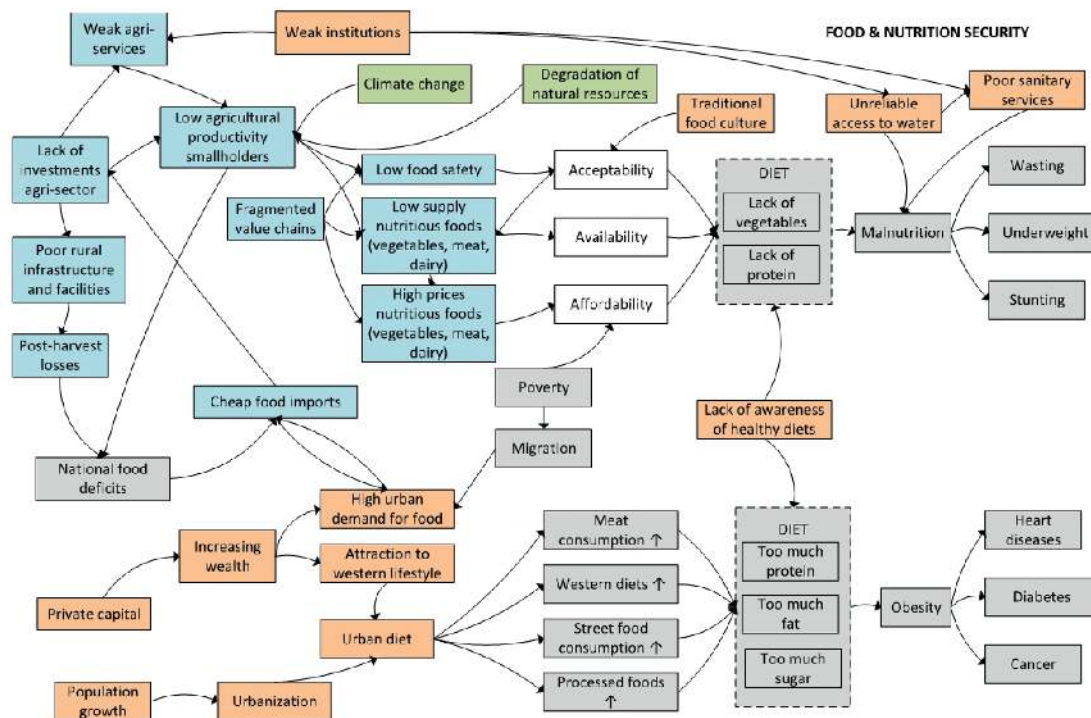 FOOD & NUTRITION SECURITY
Weak agri-
services
Weak institutions
Climate change
Degradation of
natural resources
Traditional
food culture
Unreliable
access to water
Poor sanitary
services
Low agricultural
productivity
smallholders
Lack of
investments
agri-sector
Low food safety
Acceptability
DIET
Lack of
vegetables
Lack of
protein
Wasting
Fragmented
value chains
Low supply
nutritious foods
(vegetables, meat,
dairy)
Availability
Malnutrition
Underweight
Poor rural
infrastructure
and facilities
High prices
nutritious foods
(vegetables, meat,
dairy)
Affordability
Stunting
Post-harvest
losses
Cheap food imports
Poverty
Lack of awareness
of healthy diets
Migration
National food
deficits
High urban
demand for food
Increasing
wealth
Attraction to
western lifestyle
Private capital
Urban diet
Population
growth
Urbanization
Meat
consumption ↑
Western diets ↑
Street food
consumption ↑
Processed foods ↑
DIET
Too much
protein
Too much
fat
Too much
sugar
Obesity
Heart
diseases
Diabetes
Cancer